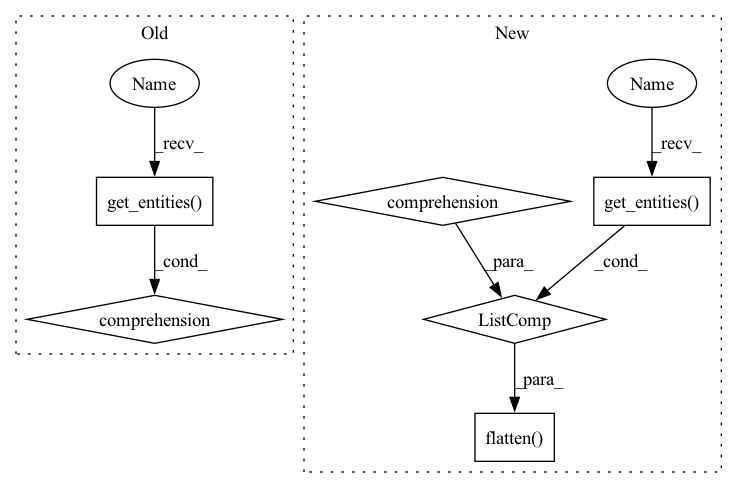 Old
New
Name
Name
_recv_
_recv_
get_entities()
comprehension
get_entities()
_cond_
_para_
_cond_
comprehension
ListComp
_para_
flatten()